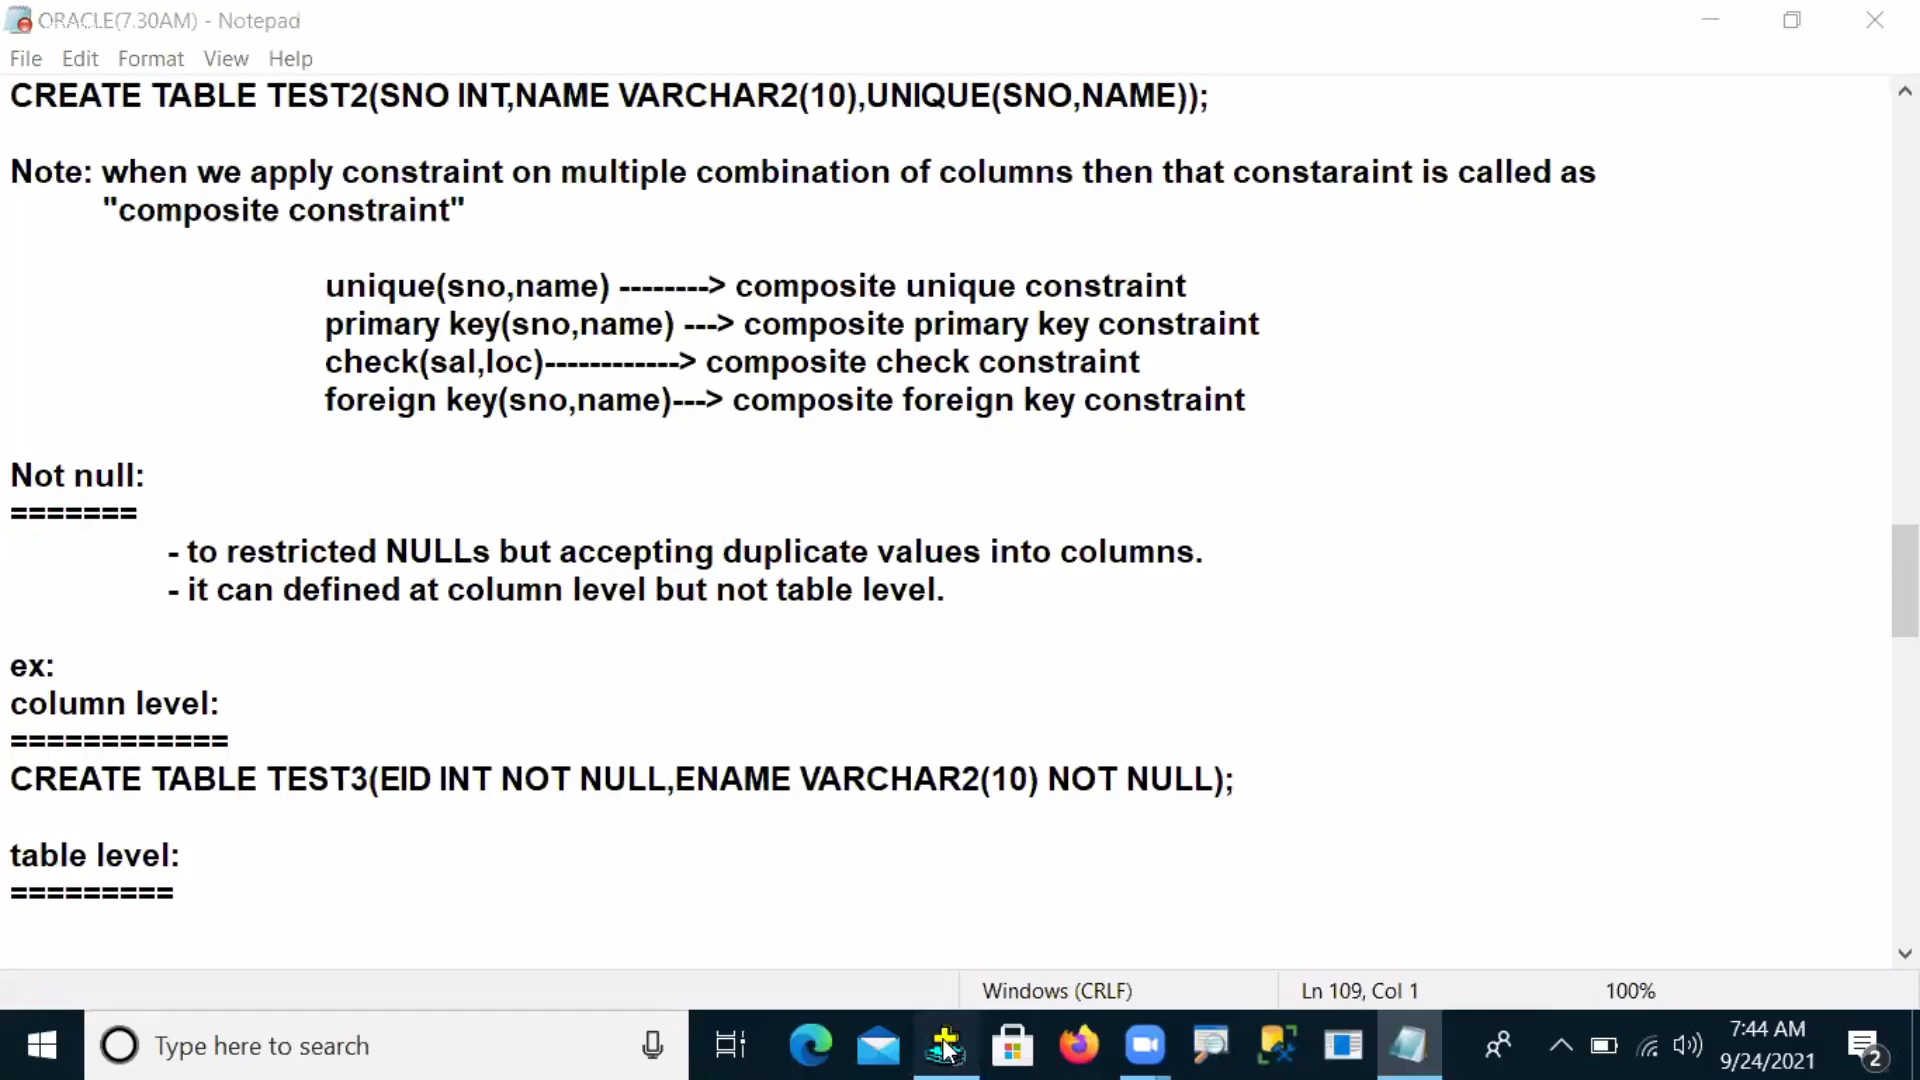 ORACLE(7.30AM) - Notepad
File Edit Format View Help
CREATE TABLE TEST2(SNO INT,NAME VARCHAR2(10),UNIQUE(SNO,NAME));
Note: when we apply constraint on multiple combination of columns then that constaraint is called as
"composite constraint"
unique(sno,name) --------> composite unique constraint
primary key(sno,name) ---> composite primary key constraint
check(sal,loc)------------> composite check constraint
foreign key(sno,name)---> composite foreign key constraint
Not null:
=======
- to restricted NULLs but accepting duplicate values into columns.
- it can defined at column level but not table level.
ex:
column level:
============
CREATE TABLE TEST3(EID INT NOT NULL,ENAME VARCHAR2(10) NOT NULL);
table level:
=========
Windows (CRLF) Ln 109, Col 1 100%
Type here to search
7:44 AM
9/24/2021
2